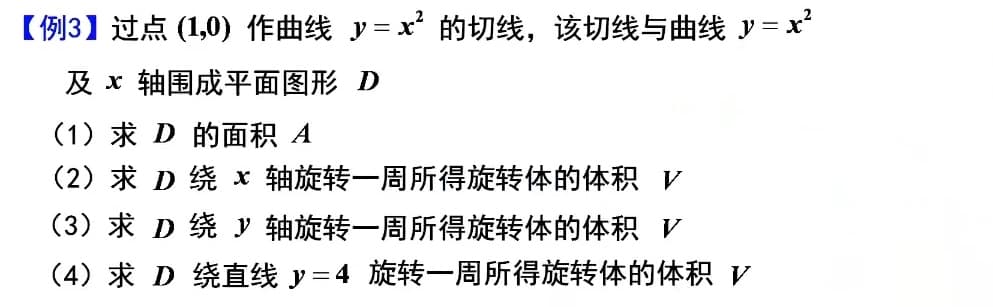 【例3】过点 (1,0) 作曲线 y = x² 的切线，该切线与曲线 y = x²
及 x 轴围成平面图形 D
（1）求 D 的面积 A
（2）求 D 绕 x 轴旋转一周所得旋转体的体积 V
（3）求 D 绕 y 轴旋转一周所得旋转体的体积 V
（4）求 D 绕直线 y = 4 旋转一周所得旋转体的体积 V